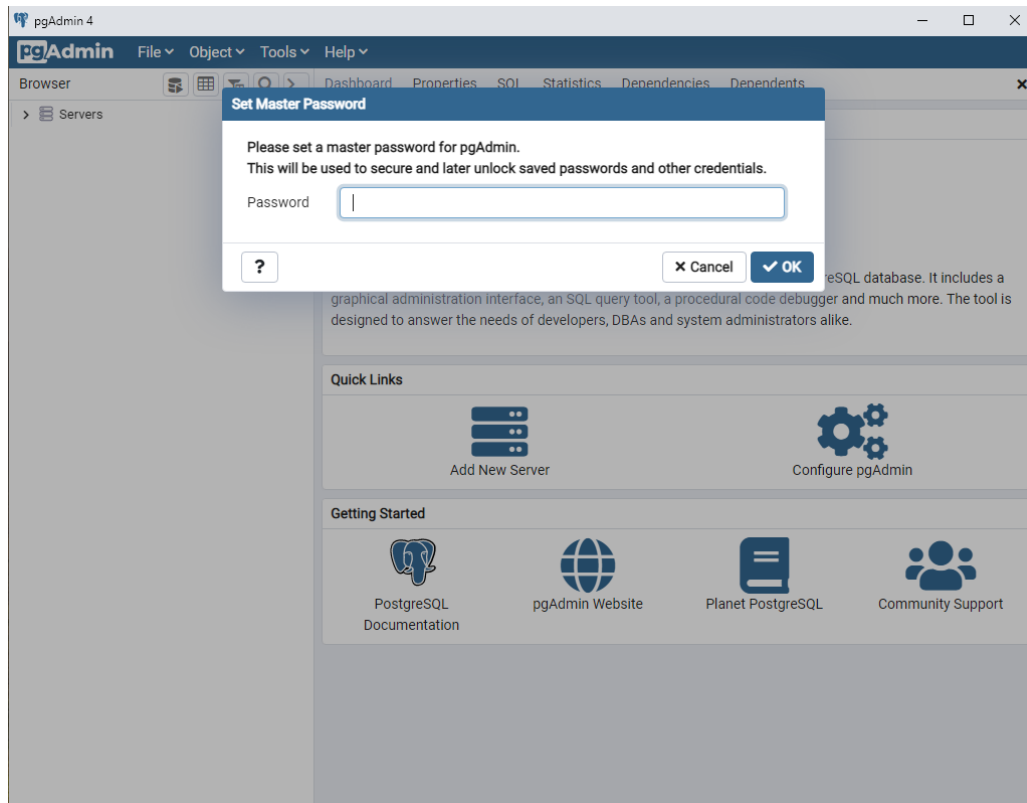 pgAdmin 4
pgAdmin File Object Tools Help
Browser
Dashboard Properties SQL Statistics Dependencies Dependents
Servers
Set Master Password
Please set a master password for pgAdmin.
This will be used to secure and later unlock saved passwords and other credentials.
Password
?
Cancel
OK
reSQL database. It includes a
graphical administration interface, an SQL query tool, a procedural code debugger and much more. The tool is
designed to answer the needs of developers, DBAs and system administrators alike.
Quick Links
Add New Server
Configure pgAdmin
Getting Started
PostgreSQL
Documentation
pgAdmin Website
Planet PostgreSQL
Community Support